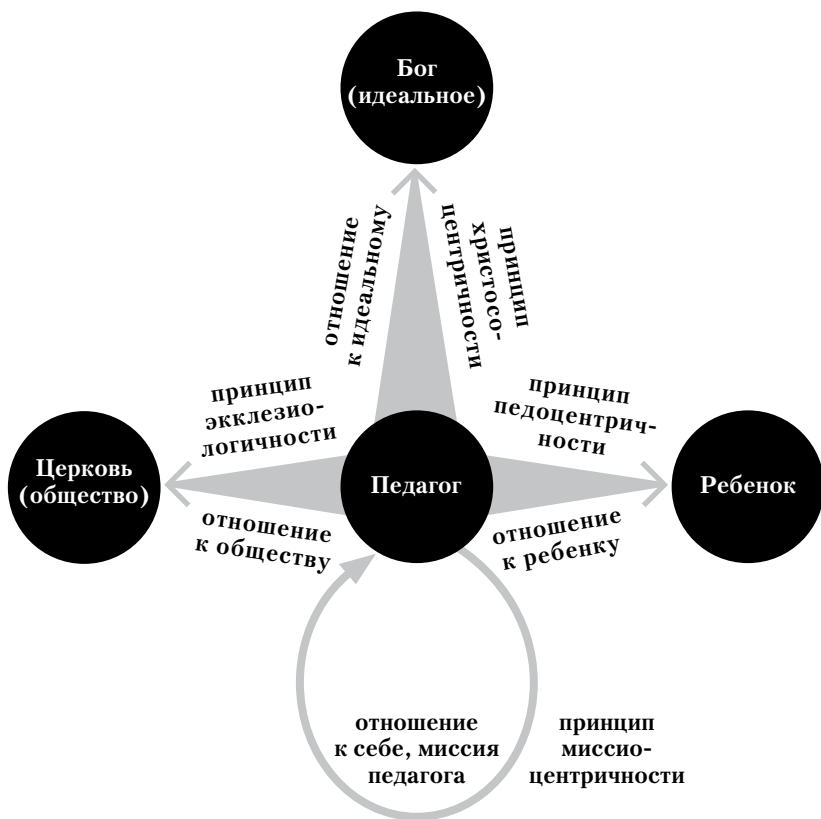 Бог
(идеальное)
отношение
к идеальному
принцип
христосо-
центричности
принцип
экклезио-
логичности
принцип
педоцентрич-
ности
Церковь
(общество)
Педагог
Ребенок
отношение
к обществу
отношение
к ребенку
отношение
к себе, миссия
педагога
принцип
миссио-
центричности